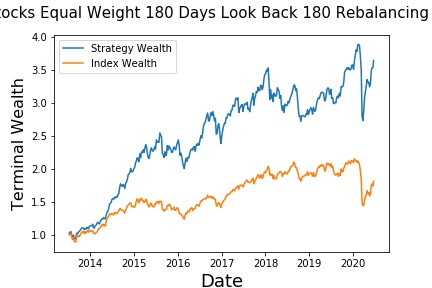 tocks Equal Weight 180 Days Look Back 180 Rebalancing
4.0
3.5
3.0
2.5
2.0
1.5
1.0
Terminal Wealth
Strategy Wealth
Index Wealth
2014 2015 2016 2017 2018 2019 2020
Date